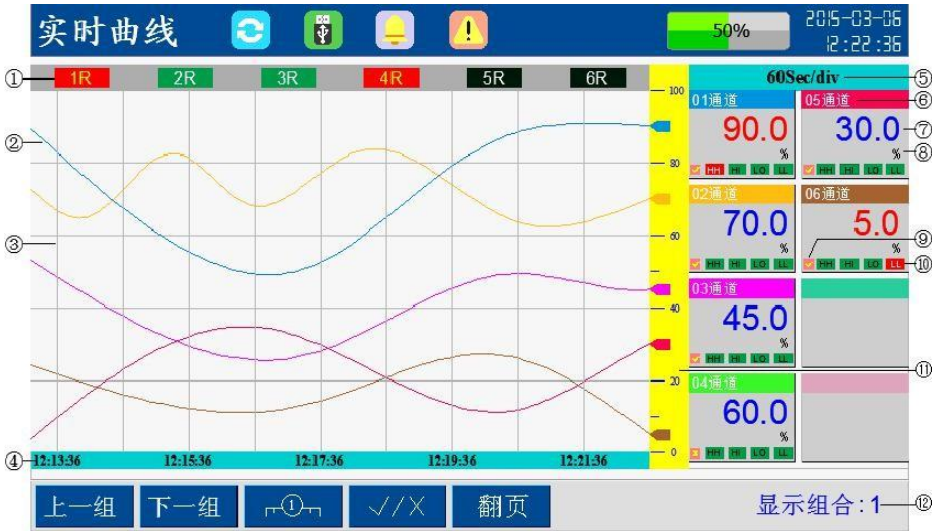 实时曲线
50%
2015-03-06
12:22:36
① 1R 2R 3R 4R 5R 6R
60Sec/div ⑤
100
01通道 05通道 ⑥
90.0 30.0 ⑦
% % ⑧
HH HI LO LL HH HI LO LL
②
80
02通道 06通道
70.0 5.0
% % ⑨
HH HI LO LL HH HI LO LL ⑩
③
60
03通道
45.0
%
HH HI LO LL
40
⑪
20
04通道
60.0
%
HH HI LO LL
0
④ 12:13:36 12:15:36 12:17:36 12:19:36 12:21:36
上一组 下一组 ① ✓//X 翻页
显示组合:1 ⑫